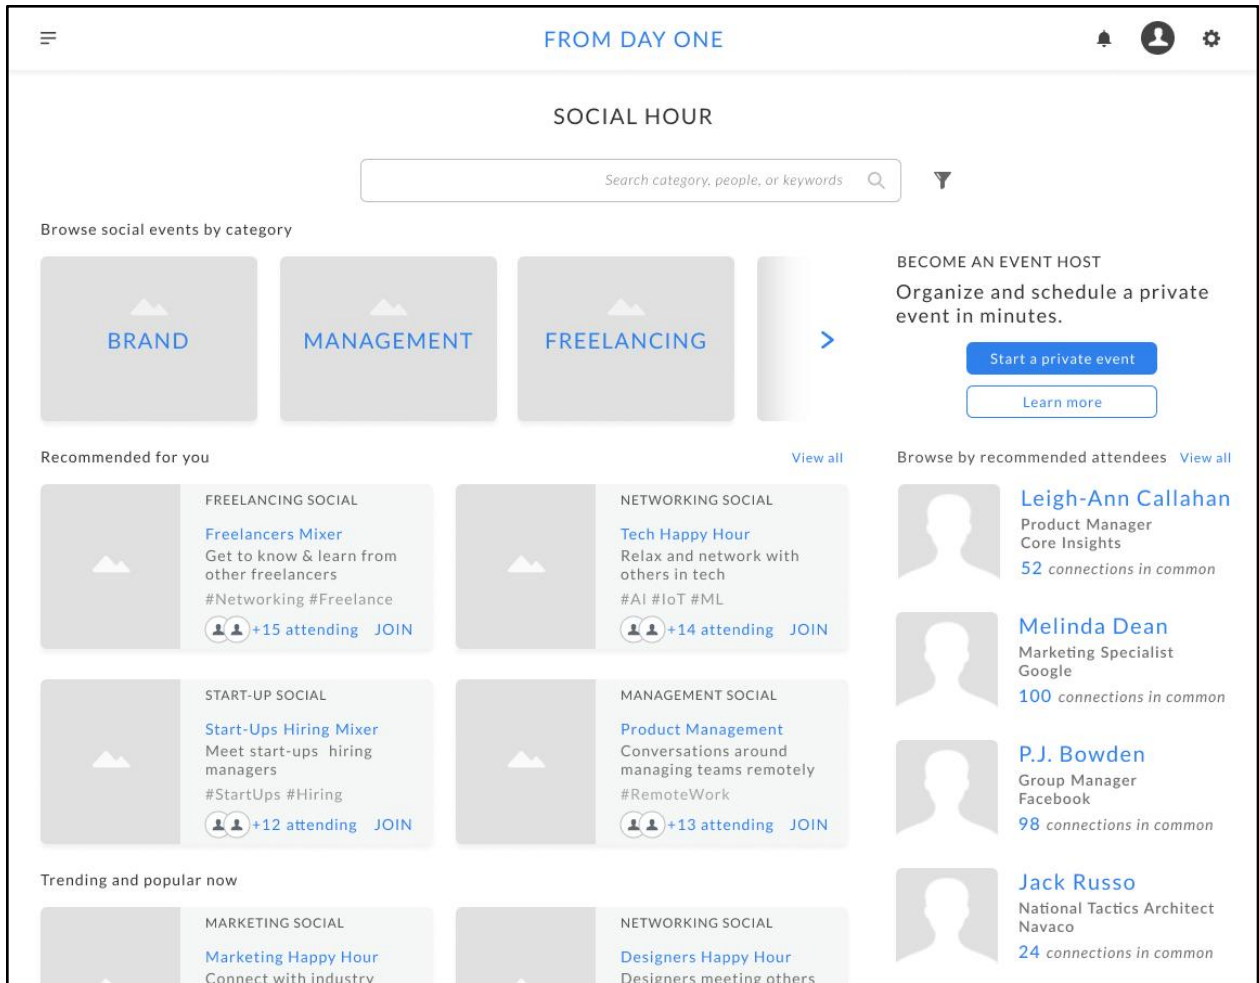 FROM DAY ONE
SOCIAL HOUR
Search category, people, or keywords
Browse social events by category
BRAND
MANAGEMENT
FREELANCING
BECOME AN EVENT HOST
Organize and schedule a private
event in minutes.
Start a private event
Learn more
Recommended for you
View all
FREELANCING SOCIAL
Freelancers Mixer
Get to know & learn from
other freelancers
#Networking #Freelance
+15 attending JOIN
NETWORKING SOCIAL
Tech Happy Hour
Relax and network with
others in tech
#AI #IoT #ML
+14 attending JOIN
START-UP SOCIAL
Start-Ups Hiring Mixer
Meet start-ups hiring
managers
#StartUps #Hiring
+12 attending JOIN
MANAGEMENT SOCIAL
Product Management
Conversations around
managing teams remotely
#RemoteWork
+13 attending JOIN
Trending and popular now
MARKETING SOCIAL
Marketing Happy Hour
Connect with industry
NETWORKING SOCIAL
Designers Happy Hour
Designers meeting others
Browse by recommended attendees View all
Leigh-Ann Callahan
Product Manager
Core Insights
52 connections in common
Melinda Dean
Marketing Specialist
Google
100 connections in common
P.J. Bowden
Group Manager
Facebook
98 connections in common
Jack Russo
National Tactics Architect
Navaco
24 connections in common